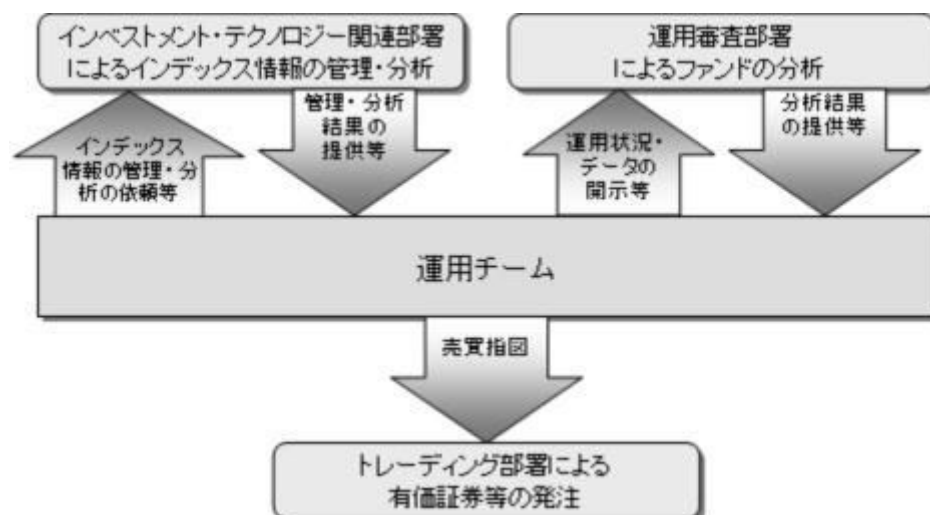 インベストメント・テクノロジー関連部署
によるインデックス情報の管理・分析
運用審査部署
によるファンドの分析
インデックス
情報の管理・分
析の依頼等
管理・分析
結果の
提供等
運用状況・
データの
開示等
分析結果
の提供等
運用チーム
売買指図
トレーディング部署による
有価証券等の発注